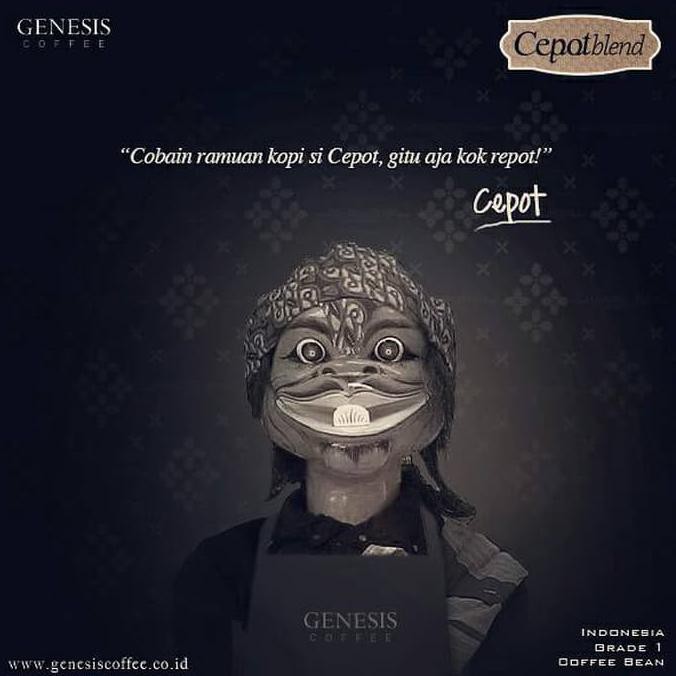 GENESIS
COFFEE
Cepotblend
“Cobain ramuan kopi si Cepot, gitu aja kok repot!”
Cepot
GENESIS
COFFEE
www.genesiscoffee.co.id
INDONESIA
GRADE 1
COFFEE BEAN